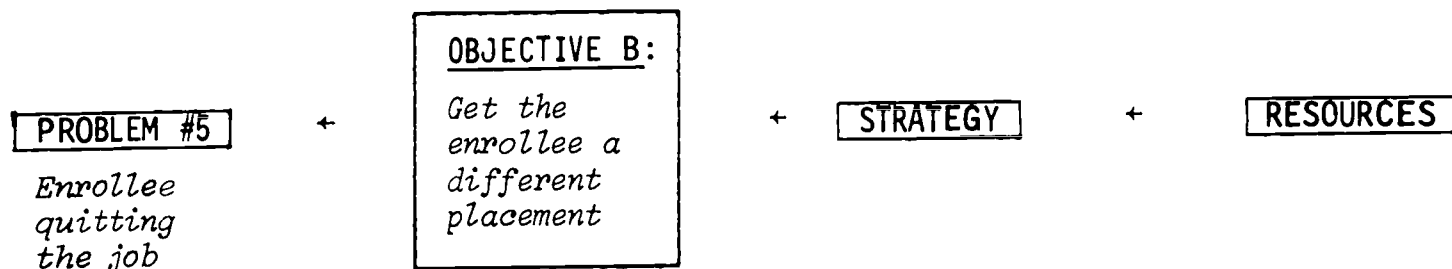 PROBLEM #5
Enrollee
quitting
the job
←
OBJECTIVE B:
Get the
enrollee a
different
placement
←
STRATEGY
←
RESOURCES